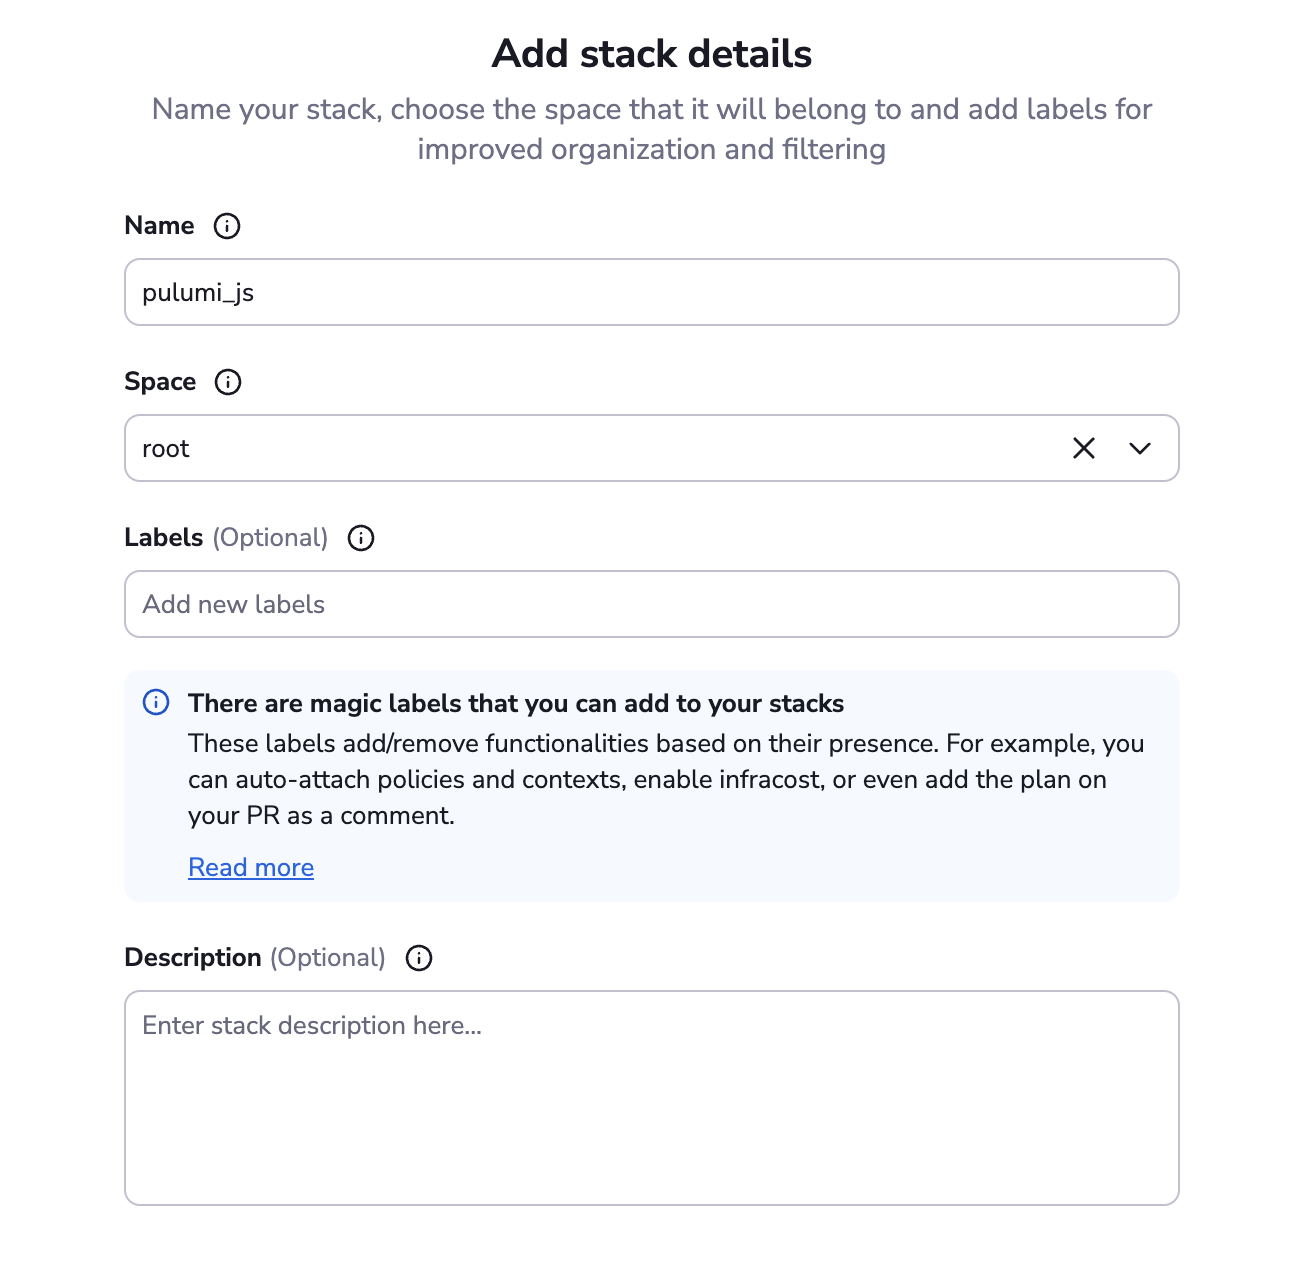 Add stack details
Name your stack, choose the space that it will belong to and add labels for
improved organization and filtering
Name
pulumi_js
Space
root
Labels (Optional)
Add new labels
There are magic labels that you can add to your stacks
These labels add/remove functionalities based on their presence. For example, you
can auto-attach policies and contexts, enable infracost, or even add the plan on
your PR as a comment.
Read more
Description (Optional)
Enter stack description here...